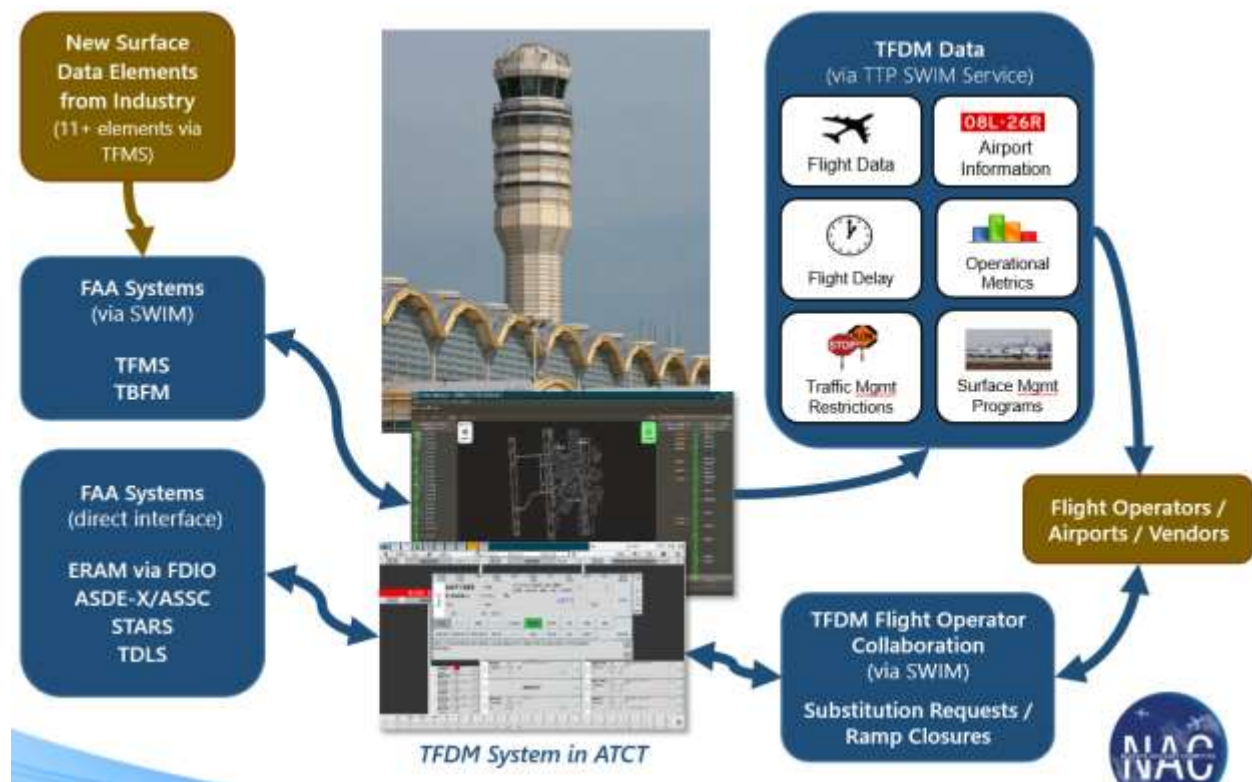 New Surface
Data Elements
from Industry
(11+ elements via
TFMS)
FAA Systems
(via SWIM)
TFMS
TBFM
FAA Systems
(direct interface)
ERAM via FDIO
ASDE-X/ASSC
STARS
TDLS
TFDM System in ATCT
TFDM Data
(via TTP SWIM Service)
Flight Data
08L-26R
Airport
Information
Flight Delay
Operational
Metrics
STOP
Traffic Mgmt
Restrictions
Surface Mgmt
Programs
Flight Operators /
Airports / Vendors
TFDM Flight Operator
Collaboration
(via SWIM)
Substitution Requests /
Ramp Closures
NAC